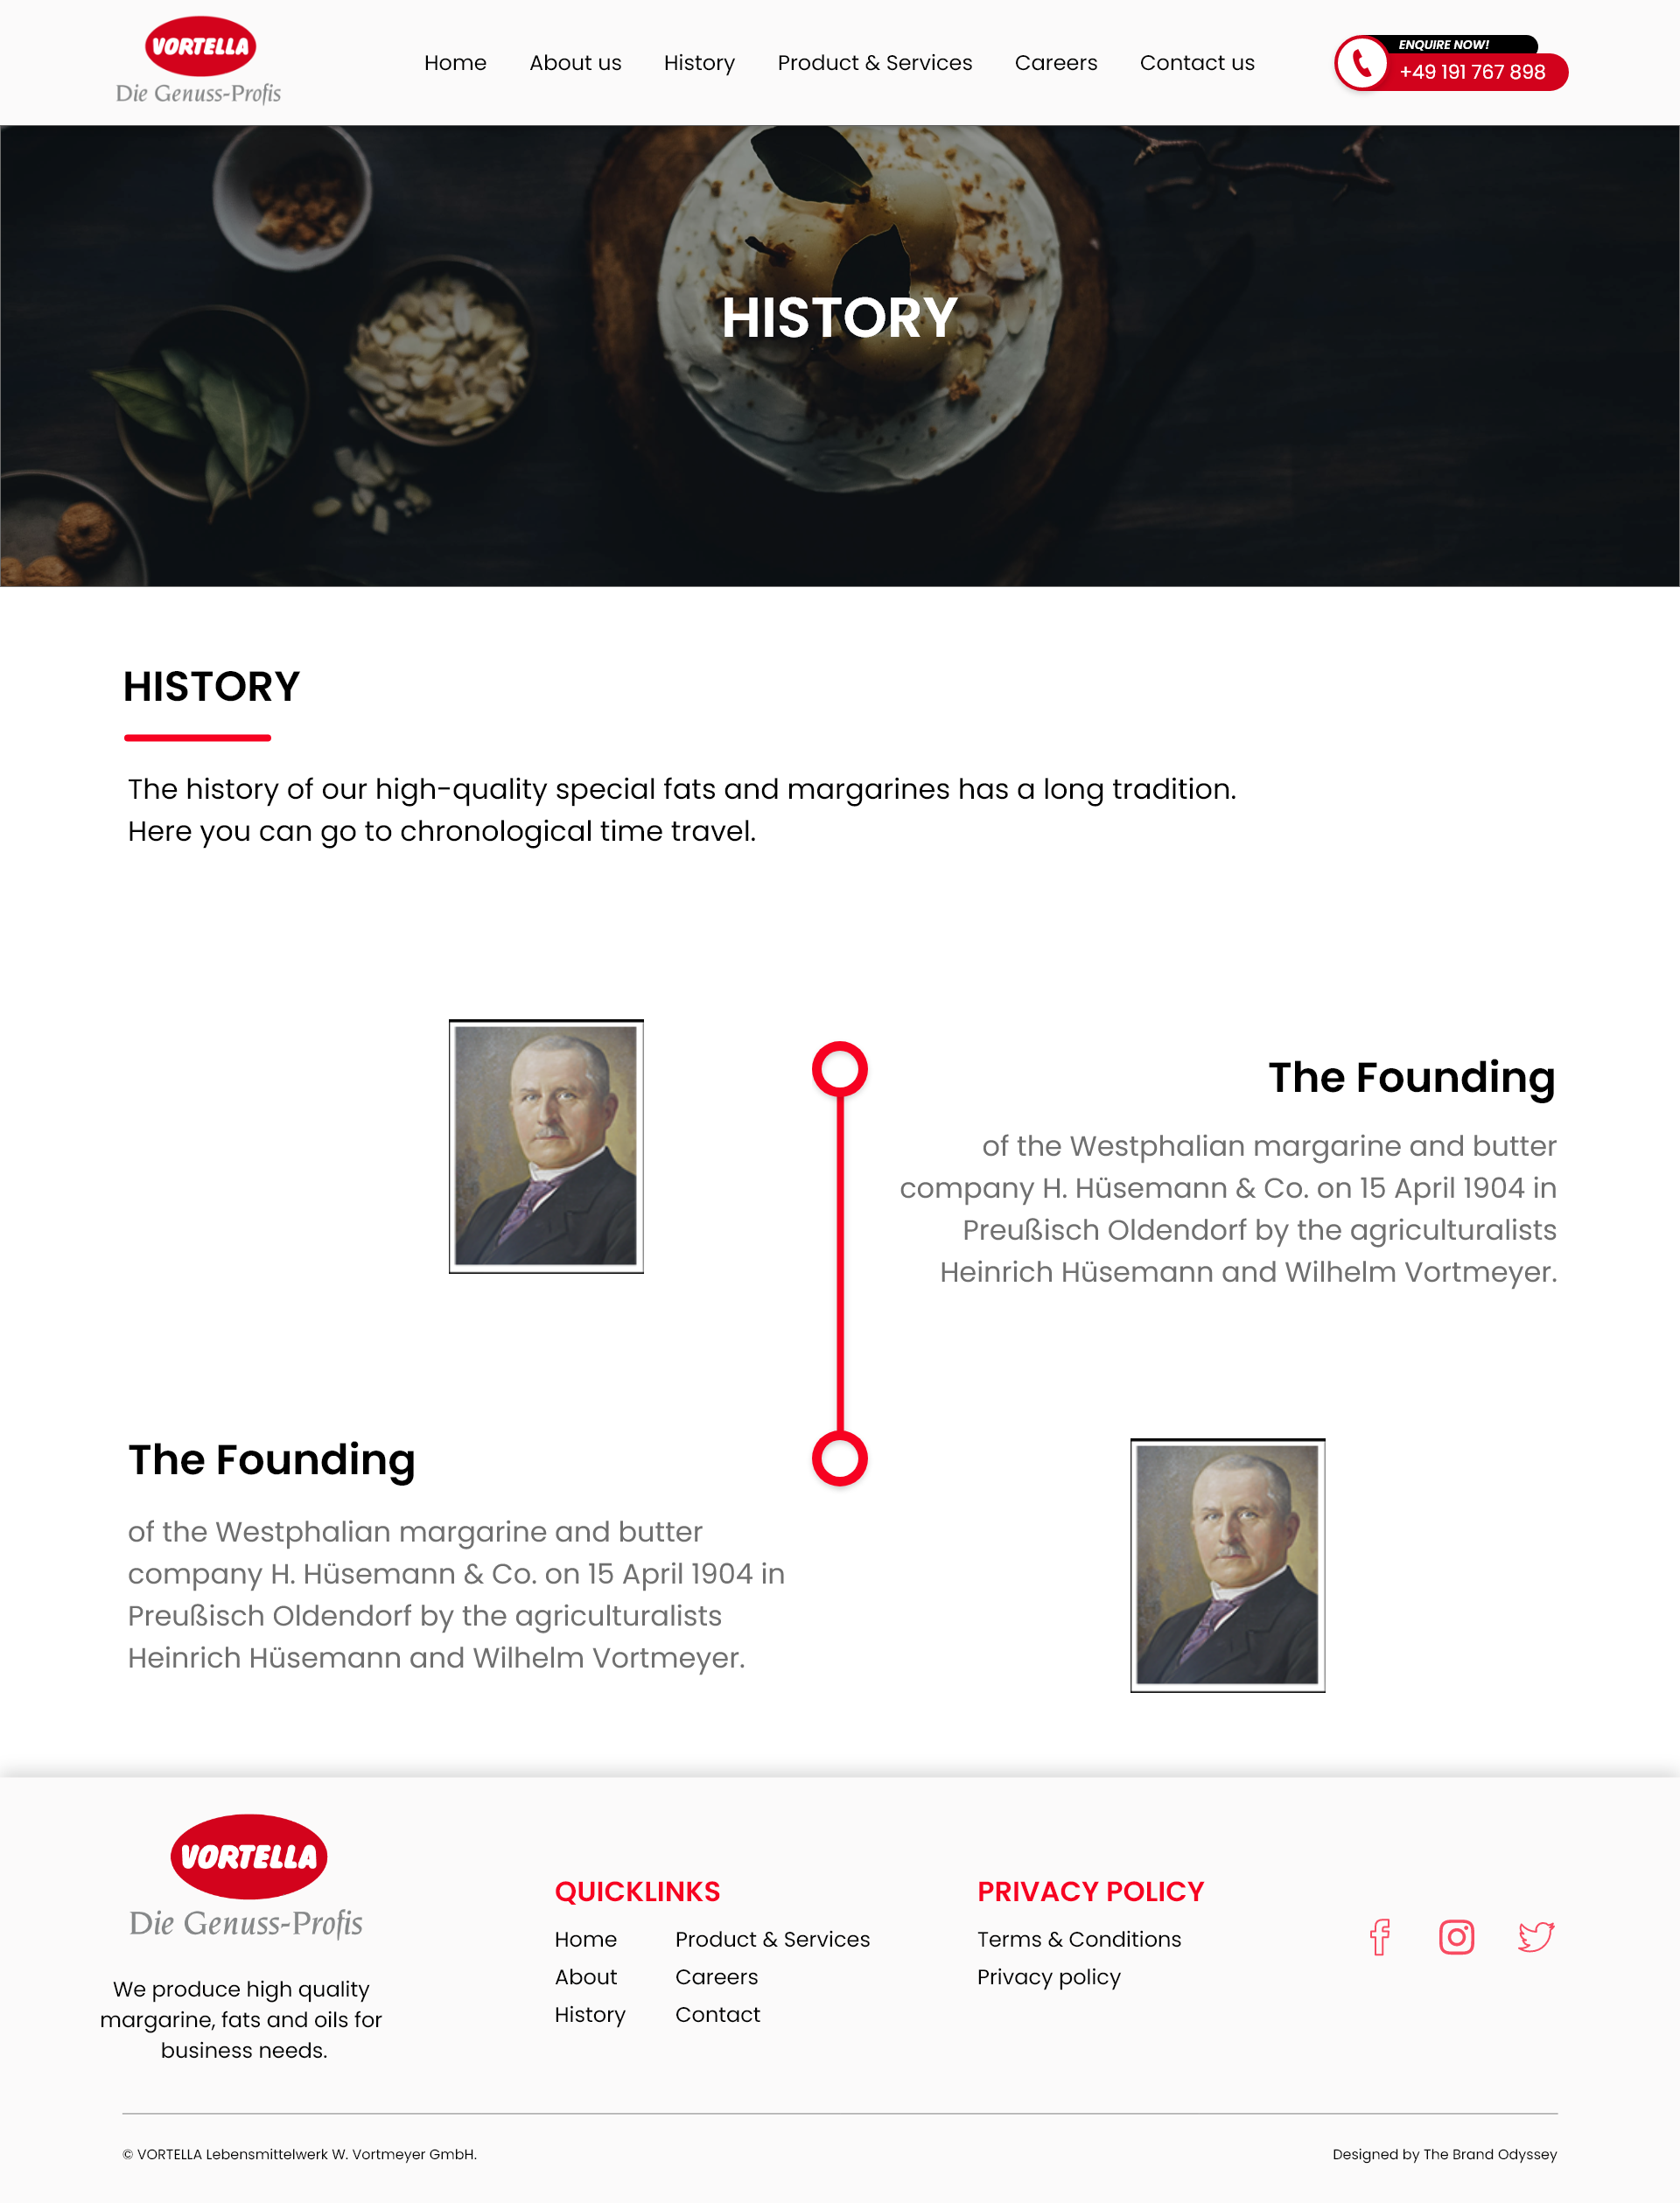 VORTELLA
Die Genuss-Profis
Home
About us
History
Product & Services
Careers
Contact us
ENQUIRE NOW!
+49 191 767 898
HISTORY
HISTORY
The history of our high-quality special fats and margarines has a long tradition.
Here you can go to chronological time travel.
The Founding
of the Westphalian margarine and butter
company H. Hüsemann & Co. on 15 April 1904 in
Preußisch Oldendorf by the agriculturalists
Heinrich Hüsemann and Wilhelm Vortmeyer.
The Founding
of the Westphalian margarine and butter
company H. Hüsemann & Co. on 15 April 1904 in
Preußisch Oldendorf by the agriculturalists
Heinrich Hüsemann and Wilhelm Vortmeyer.
VORTELLA
Die Genuss-Profis
We produce high quality
margarine, fats and oils for
business needs.
QUICKLINKS
Home
About
History
Product & Services
Careers
Contact
PRIVACY POLICY
Terms & Conditions
Privacy policy
© VORTELLA Lebensmittelwerk W. Vortmeyer GmbH.
Designed by The Brand Odyssey